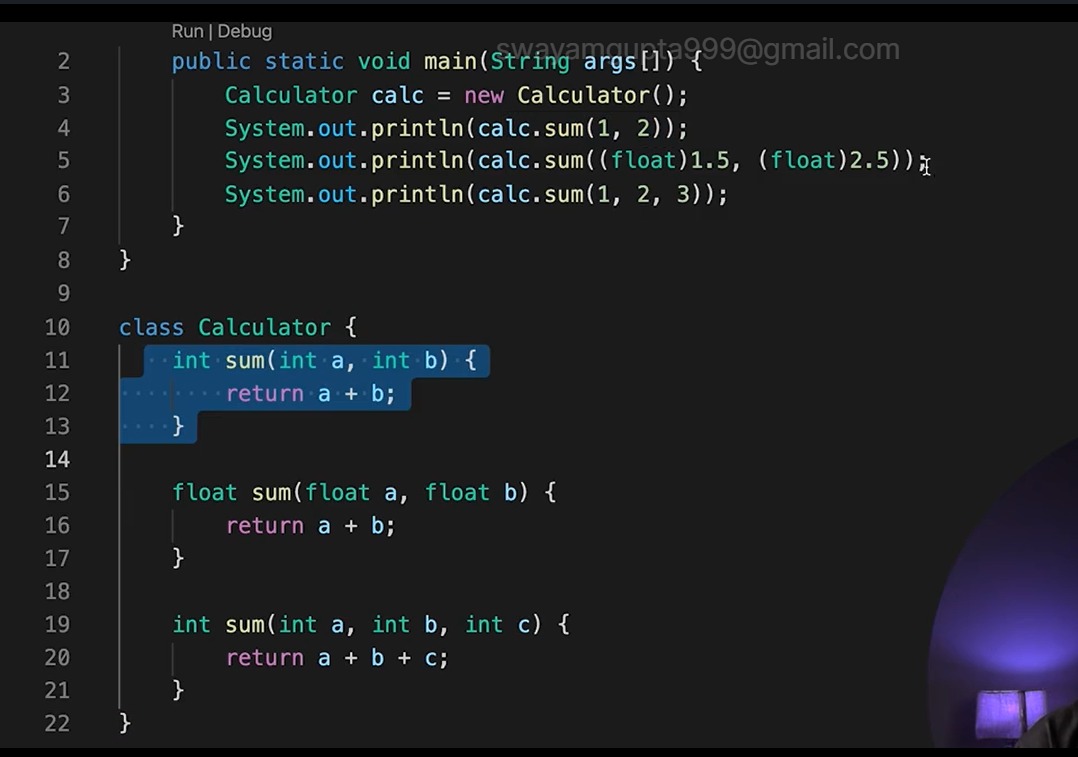 Run | Debug
swayamgupta999@gmail.com
2 public static void main(String args[]) {
3 Calculator calc = new Calculator();
4 System.out.println(calc.sum(1, 2));
5 System.out.println(calc.sum((float)1.5, (float)2.5));
6 System.out.println(calc.sum(1, 2, 3));
7 }
8 }
9
10 class Calculator {
11 int sum(int a, int b) {
12 return a + b;
13 }
14
15 float sum(float a, float b) {
16 return a + b;
17 }
18
19 int sum(int a, int b, int c) {
20 return a + b + c;
21 }
22 }